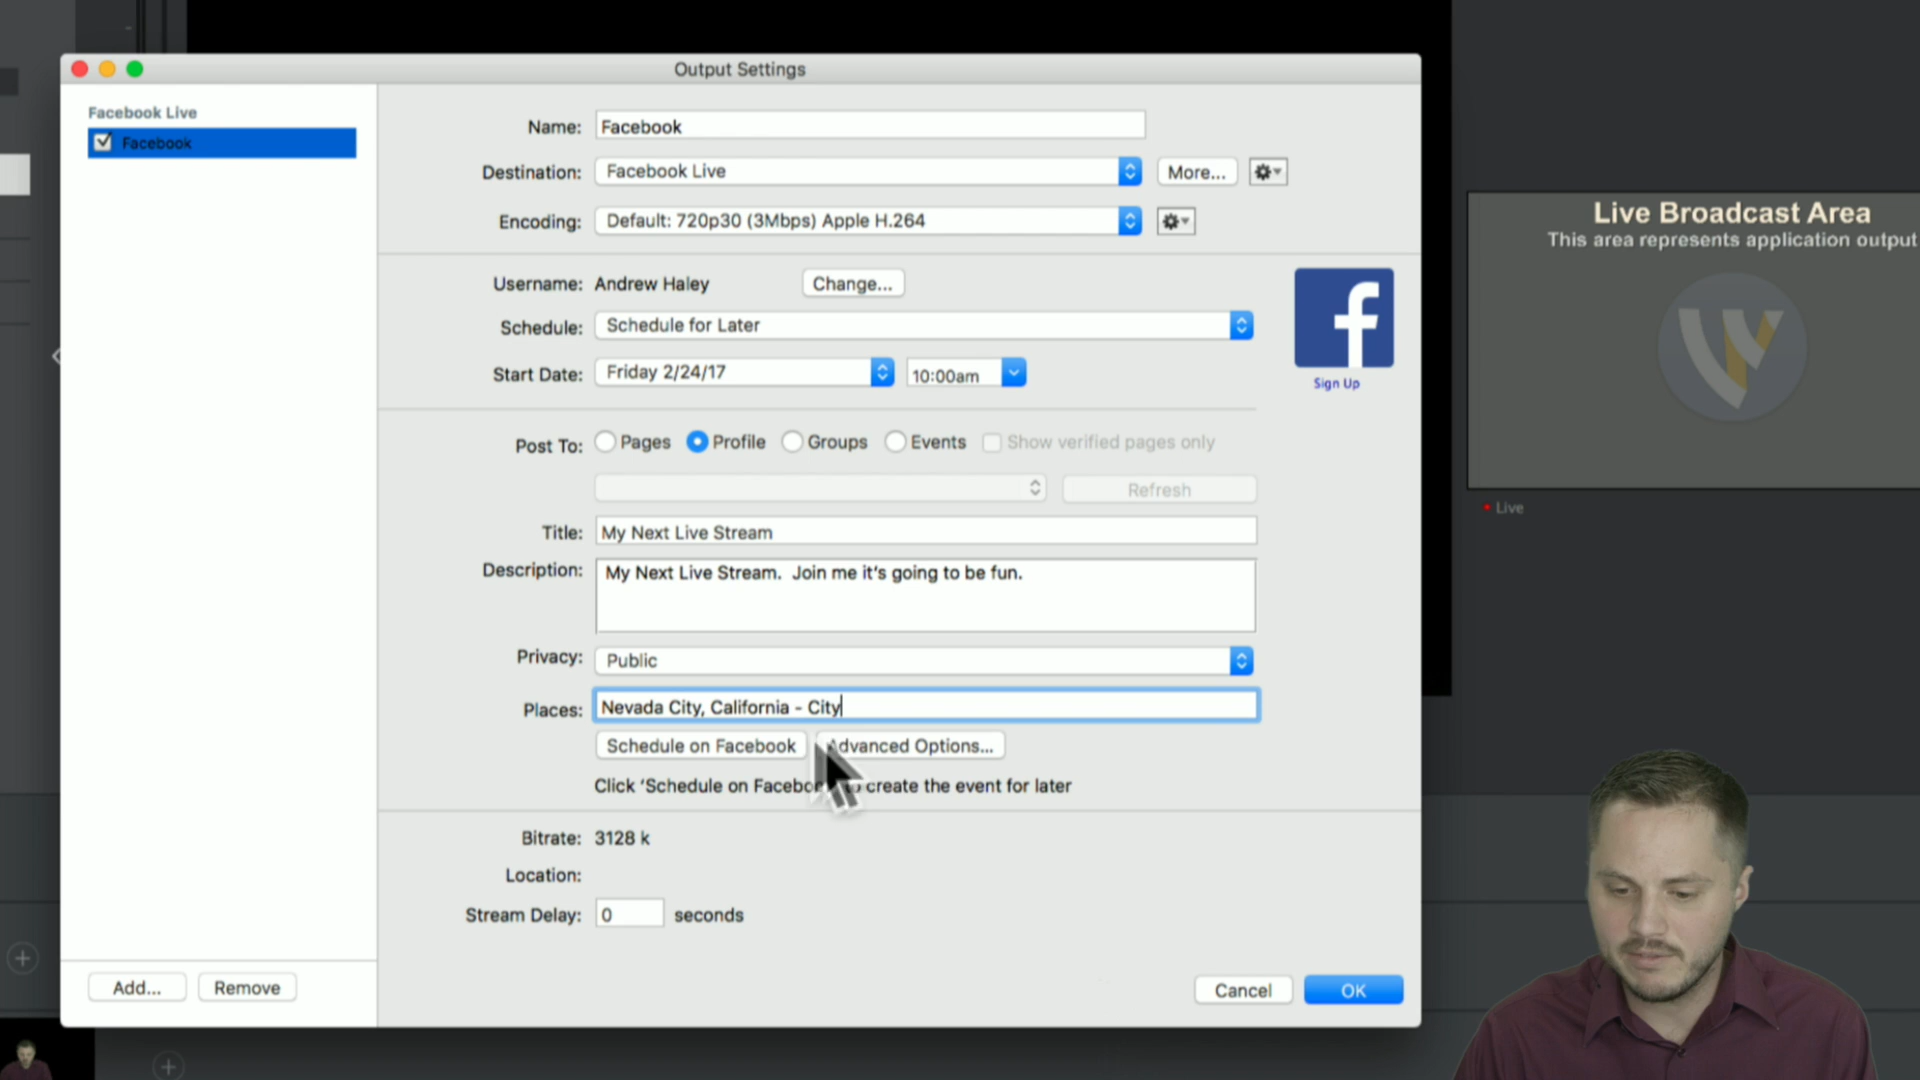 Output Settings
Facebook Live
Facebook
Name: Facebook
Destination: Facebook Live More...
Encoding: Default: 720p30 (3Mbps) Apple H.264
Username: Andrew Haley Change...
Schedule: Schedule for Later
Start Date: Friday 2/24/17 10:00am
Sign Up
Post To: Pages Profile Groups Events Show verified pages only
Refresh
Title: My Next Live Stream
Description: My Next Live Stream. Join me it's going to be fun.
Privacy: Public
Places: Nevada City, California - City
Schedule on Facebook Advanced Options...
Click 'Schedule on Facebook' to create the event for later
Bitrate: 3128 k
Location:
Stream Delay: 0 seconds
Add... Remove
Cancel OK
Live Broadcast Area
This area represents application output
Live